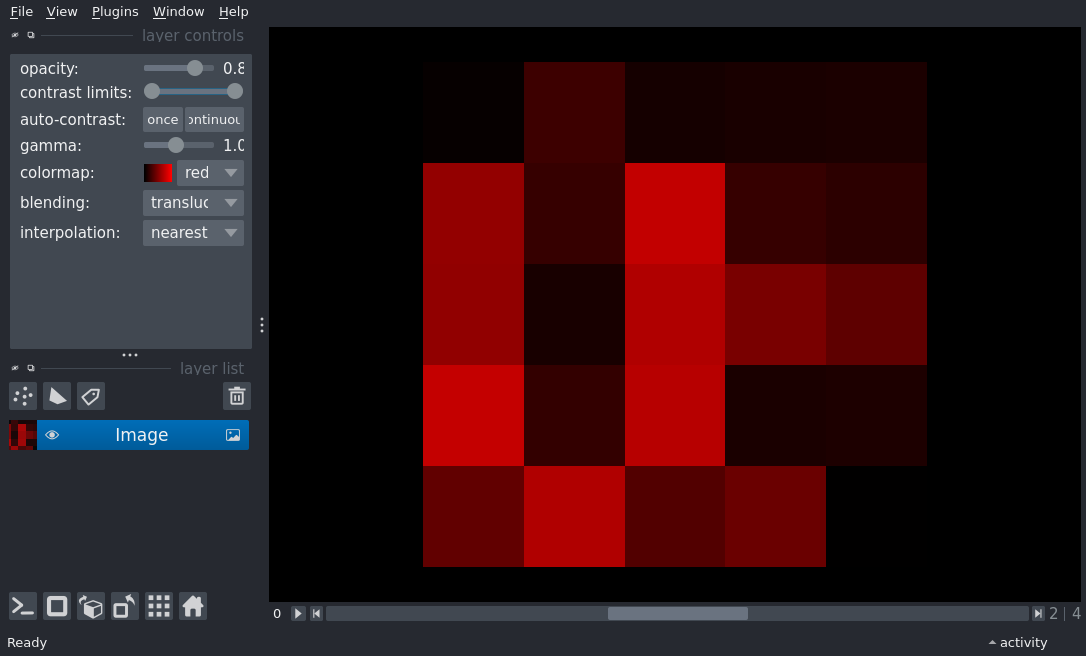 File View Plugins Window Help
layer controls
opacity: 0.8
contrast limits:
auto-contrast: once ontinuou
gamma: 1.0
colormap: red
blending: transluc
interpolation: nearest
layer list
Image
0 2 | 4
Ready activity